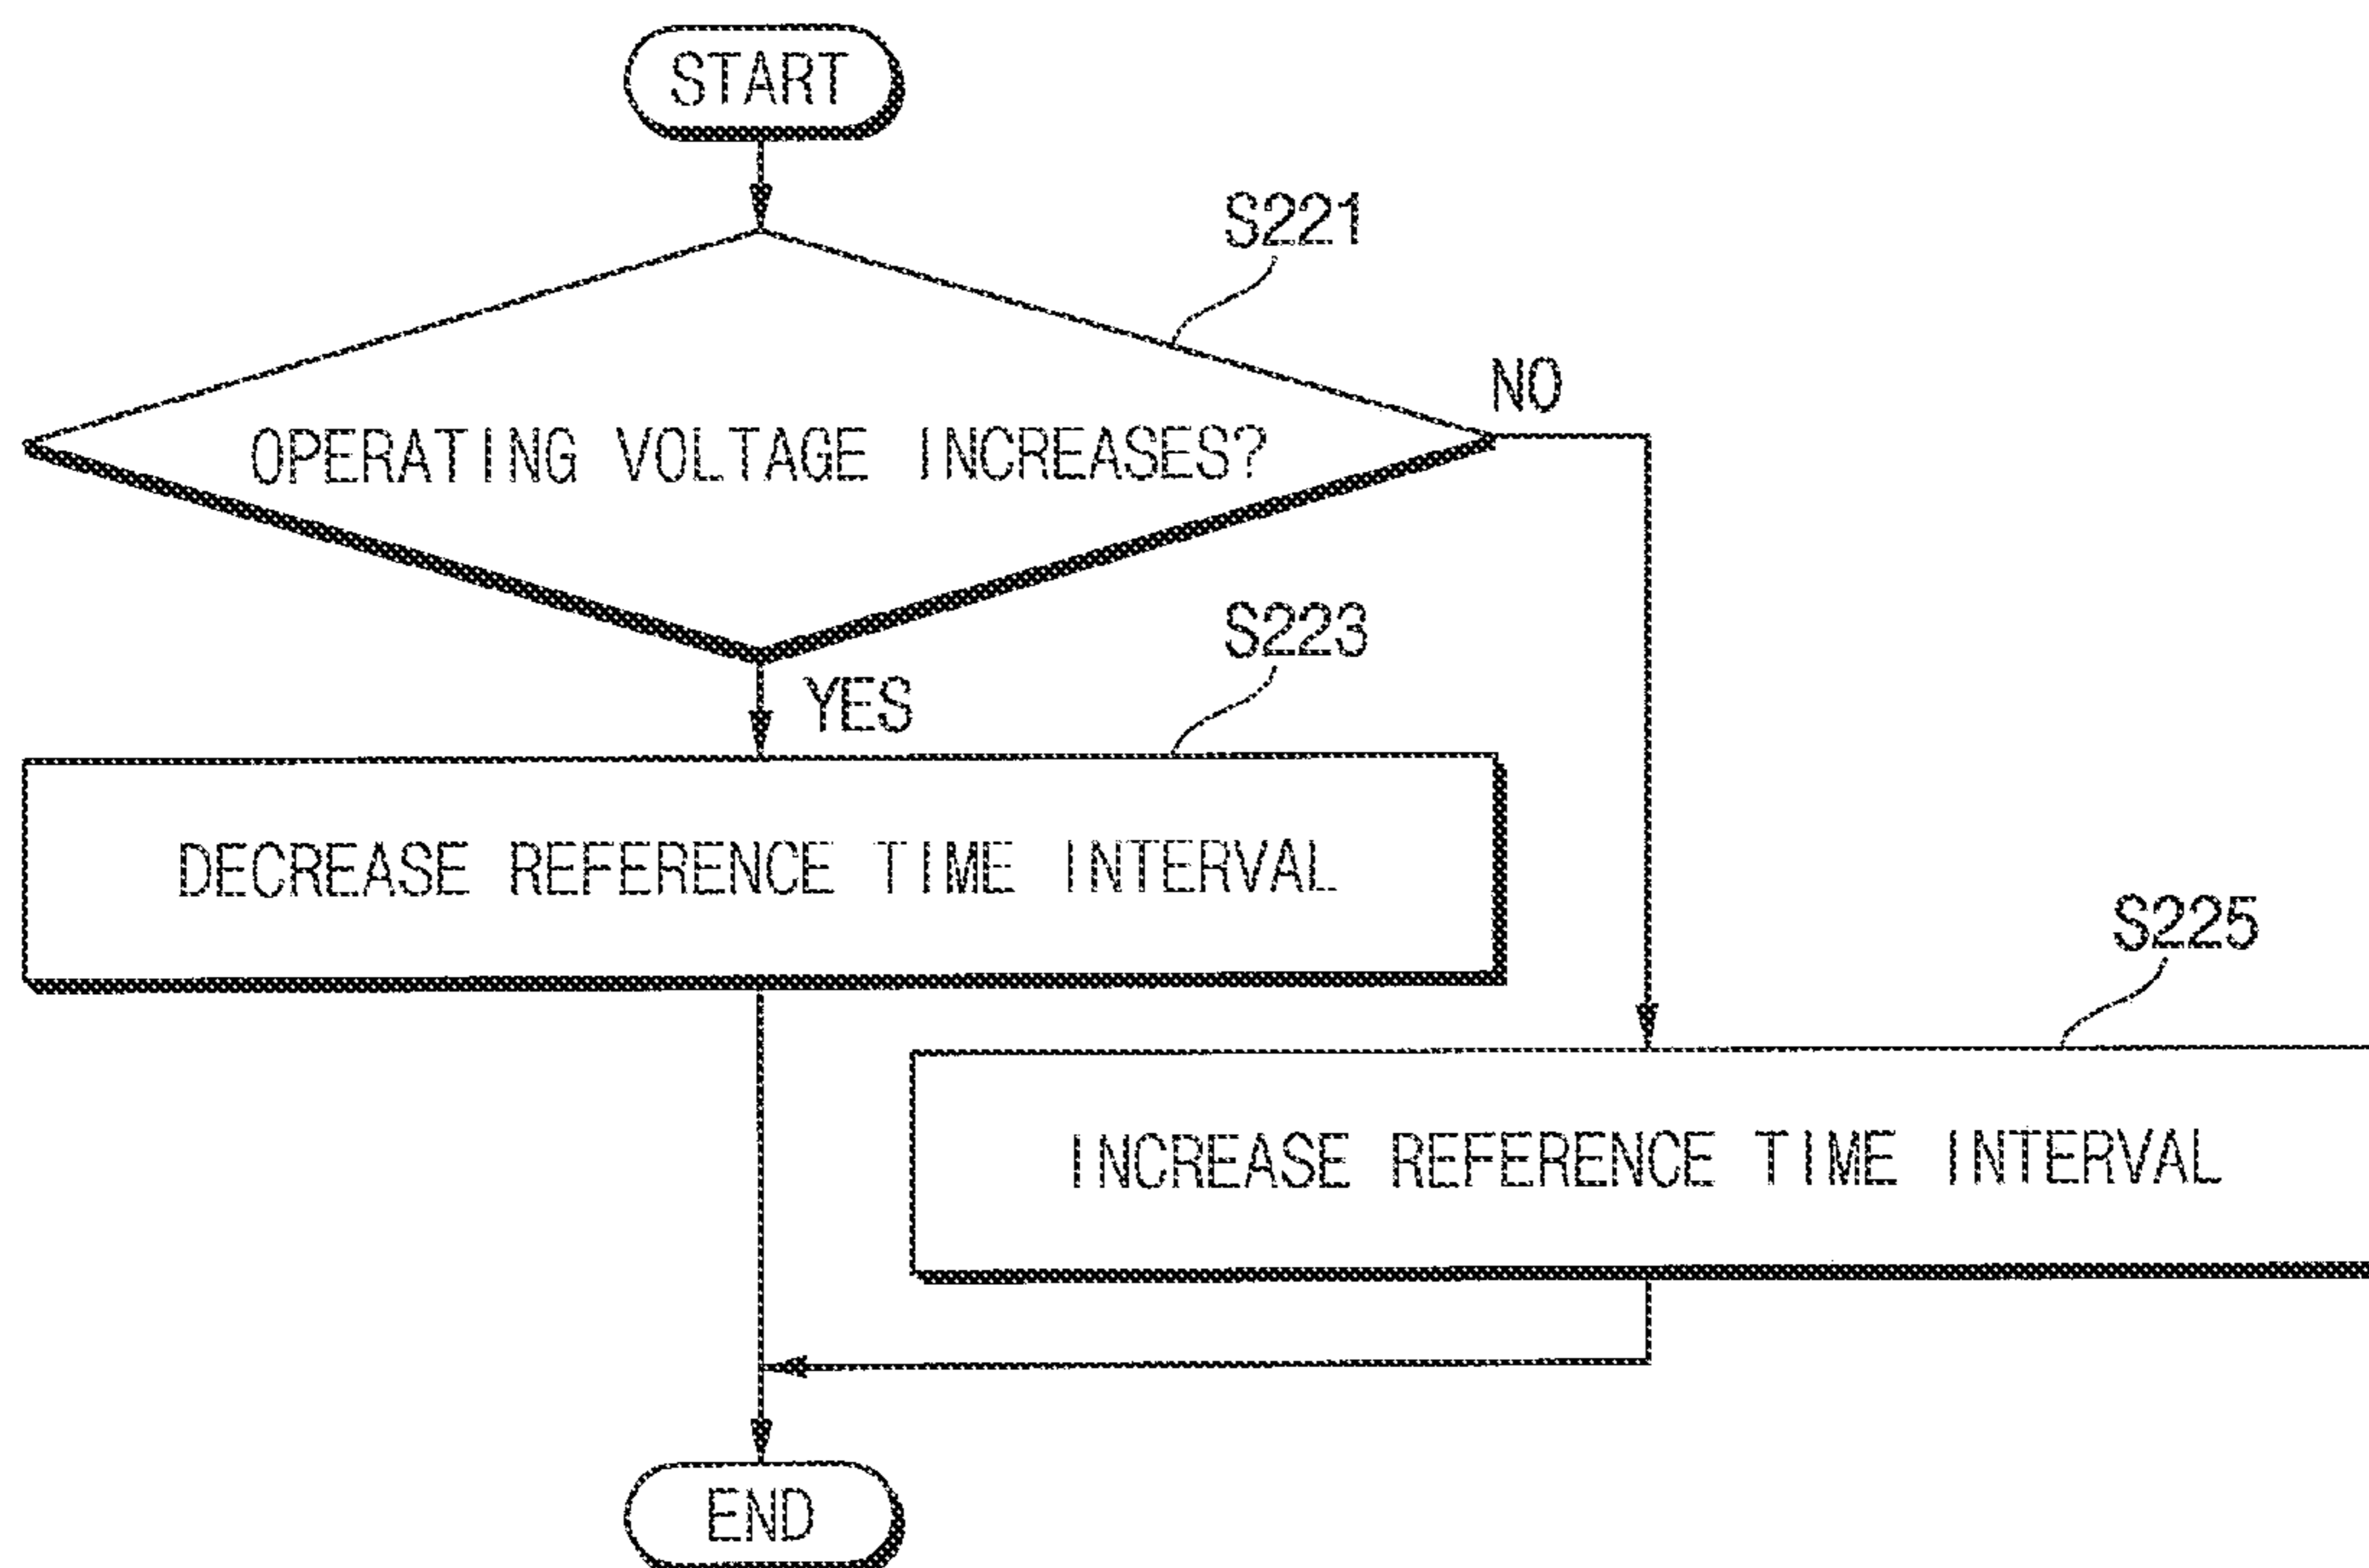 START
S221
NO
OPERATING VOLTAGE INCREASES?
S223
YES
DECREASE REFERENCE TIME INTERVAL
S225
INCREASE REFERENCE TIME INTERVAL
END